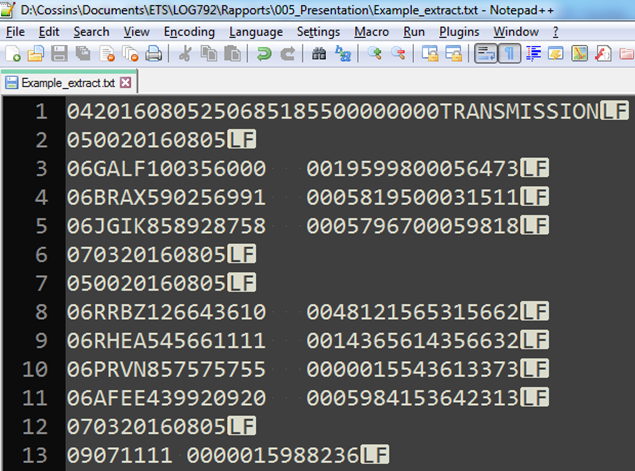 D:\Cossins\Documents\ETS\LOG792\Rapports\005_Presentation\Example_extract.txt - Notepad++
File Edit Search View Encoding Language Settings Macro Run Plugins Window ?
Example_extract.txt
1 0420160805250685185500000000TRANSMISSIONLF
2 050020160805LF
3 06GALF100356000 0019599800056473LF
4 06BRAX590256991 0005819500031511LF
5 06JGIK858928758 0005796700059818LF
6 070320160805LF
7 050020160805LF
8 06RRBZ126643610 0048121565315662LF
9 06RHEA545661111 0014365614356632LF
10 06PRVN857575755 0000015543613373LF
11 06AFEE439920920 0005984153642313LF
12 070320160805LF
13 09071111 0000015988236LF